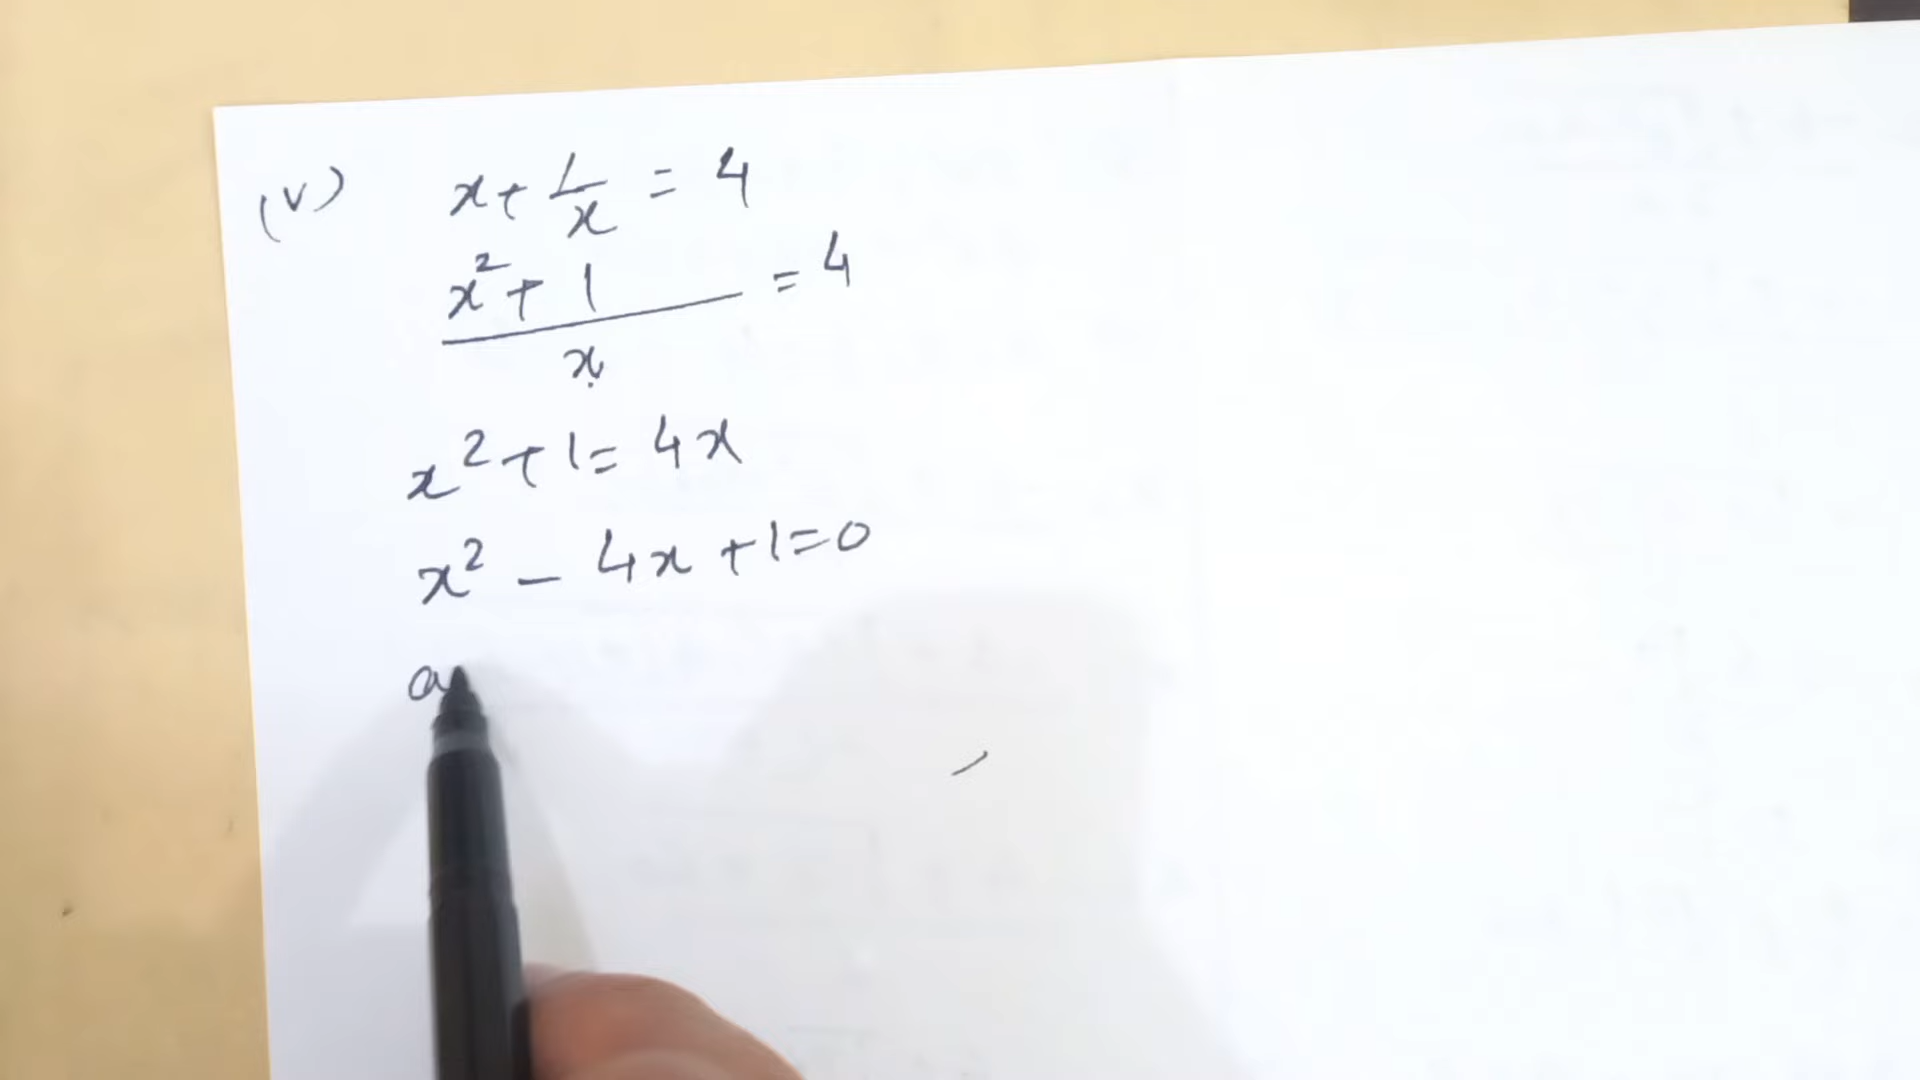 (v) x + 1/x = 4
x² + 1 / x = 4
x² + 1 = 4x
x² - 4x + 1 = 0
a